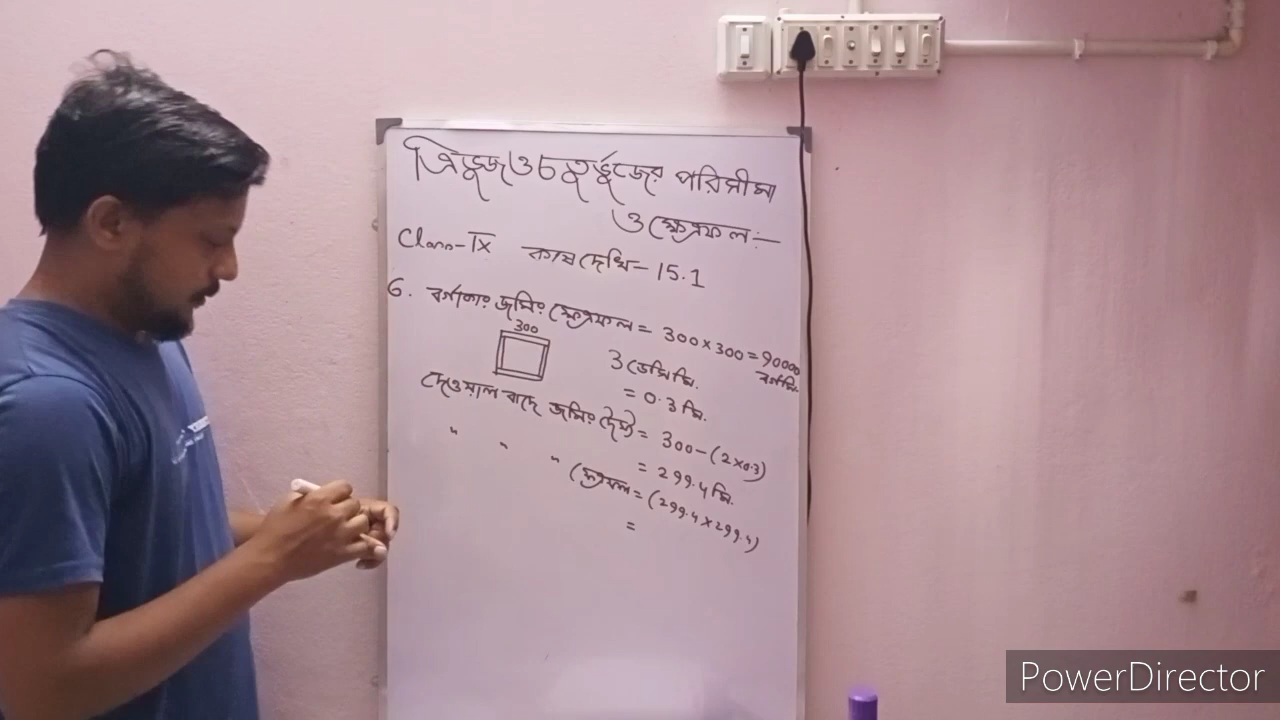 ত্রিভুজ ও চতুর্ভুজের পরিসীমা
ও ক্ষেত্রফল :—
Class-IX কষে দেখি - 15.1
6. বর্গাকার জমির ক্ষেত্রফল = 300 × 300 = 90000
বর্গমি.
300
3 ডেসিমি.
= 0.3 মি.
দেওয়াল বাদে জমির দৈর্ঘ্য = 300 - (2×0.3)
= 299.4 মি.
" " " ক্ষেত্রফল = (299.4 × 299.4)
=
PowerDirector